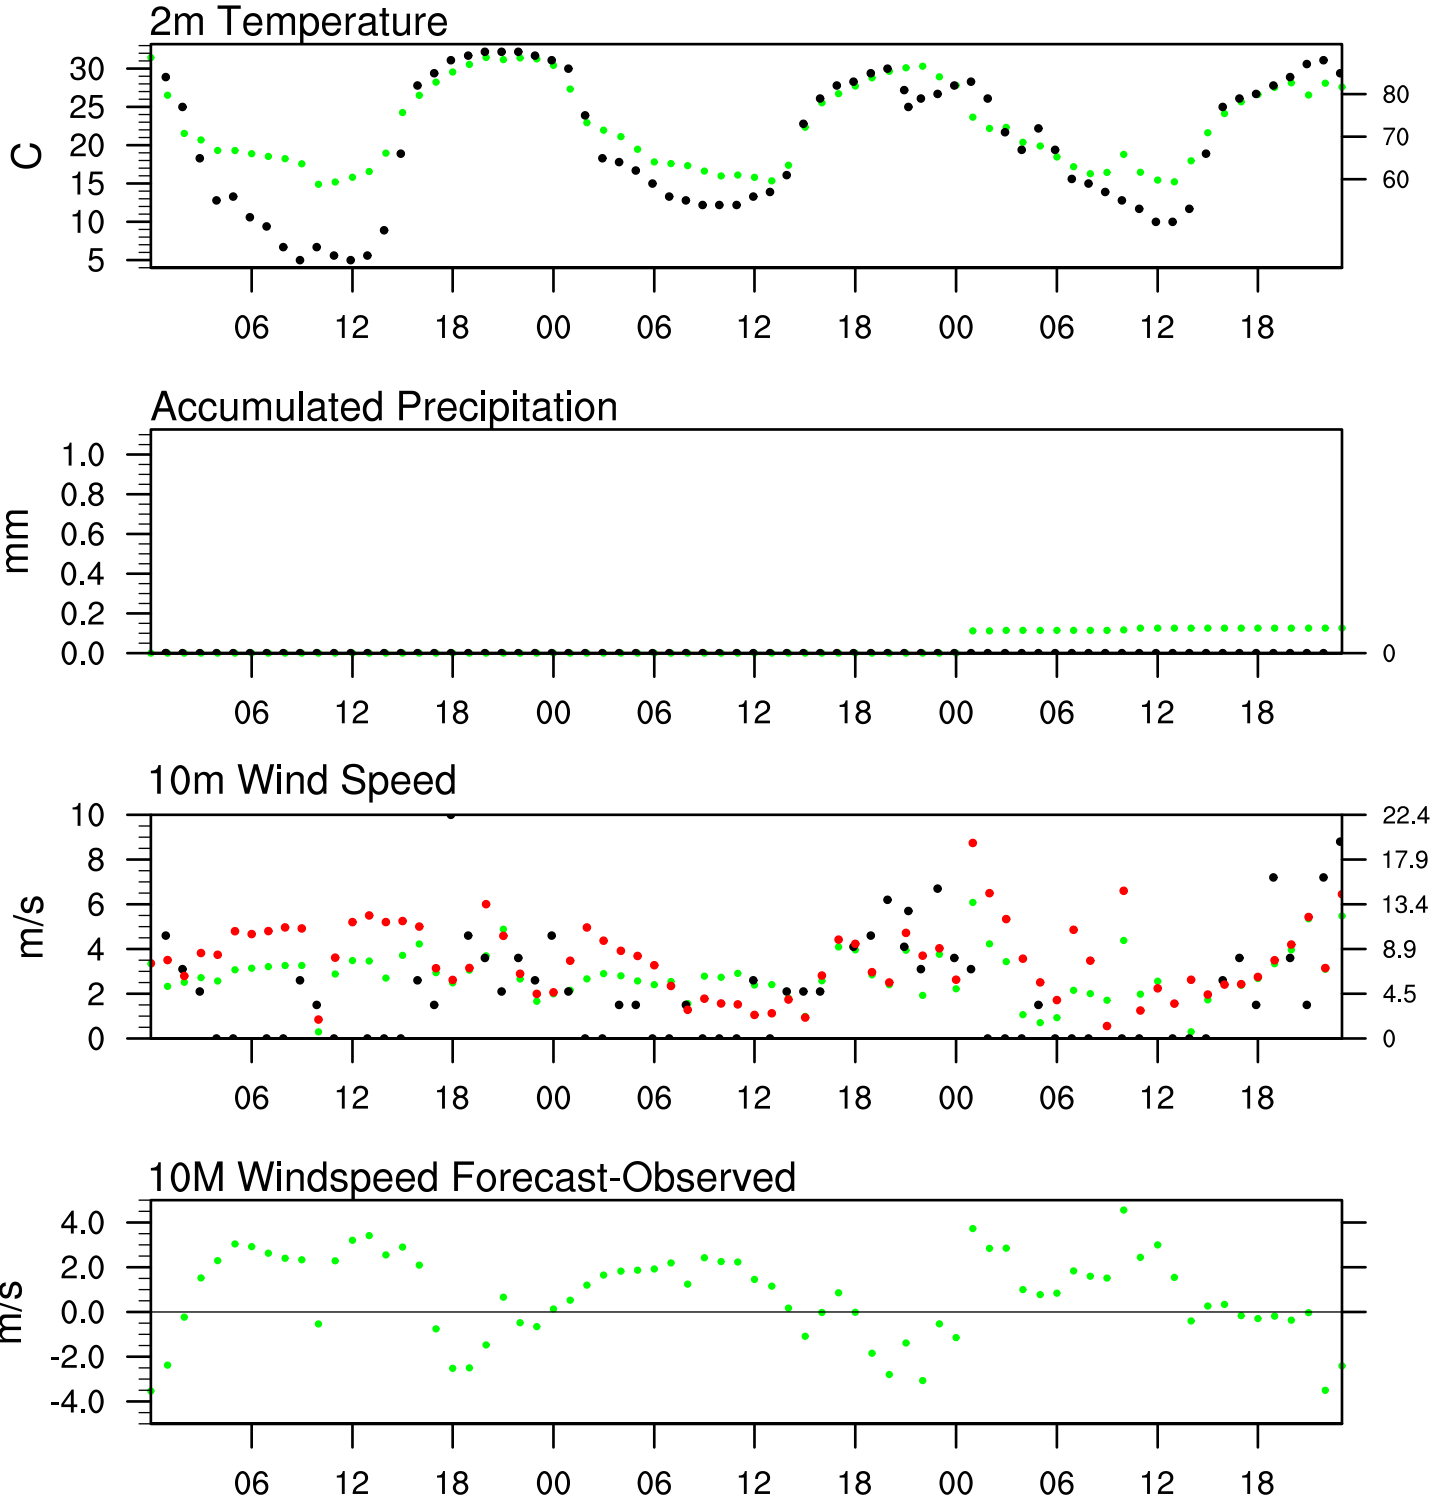 2m Temperature
30
25
20
15
10
5
C
80
70
60
06 12 18 00 06 12 18 00 06 12 18
Accumulated Precipitation
1.0
0.8
0.6
0.4
0.2
0.0
mm
0
06 12 18 00 06 12 18 00 06 12 18
10m Wind Speed
10
8
6
4
2
0
m/s
22.4
17.9
13.4
8.9
4.5
0
06 12 18 00 06 12 18 00 06 12 18
10M Windspeed Forecast-Observed
4.0
2.0
0.0
-2.0
-4.0
m/s
06 12 18 00 06 12 18 00 06 12 18